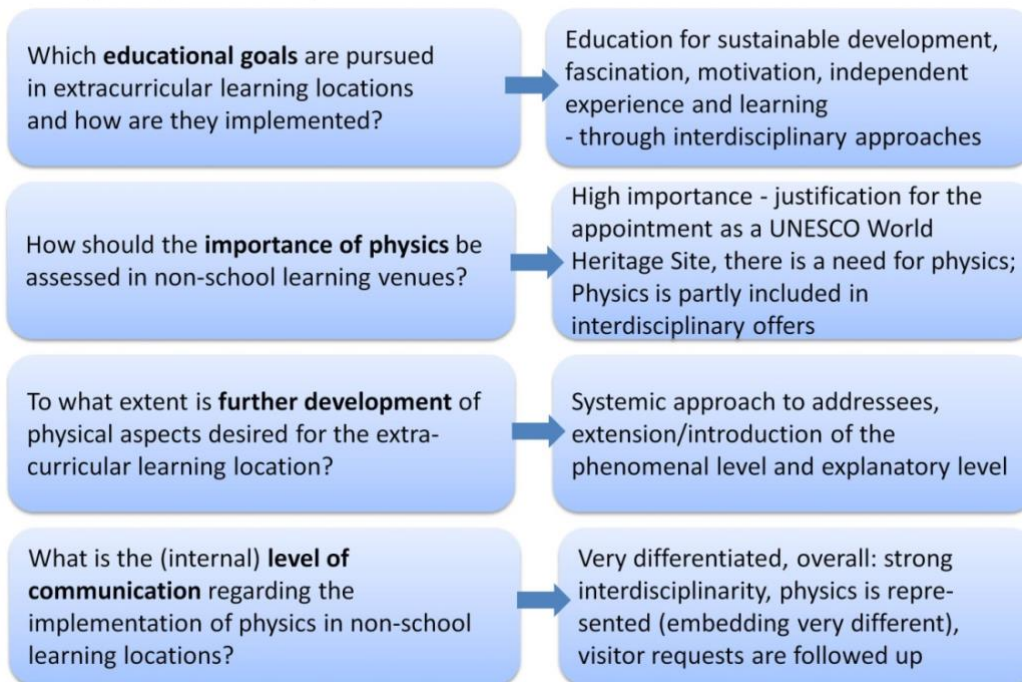 Which educational goals are pursued
in extracurricular learning locations
and how are they implemented?
Education for sustainable development,
fascination, motivation, independent
experience and learning
- through interdisciplinary approaches
How should the importance of physics be
assessed in non-school learning venues?
High importance - justification for the
appointment as a UNESCO World
Heritage Site, there is a need for physics;
Physics is partly included in
interdisciplinary offers
To what extent is further development of
physical aspects desired for the extra-
curricular learning location?
Systemic approach to addressees,
extension/introduction of the
phenomenal level and explanatory level
What is the (internal) level of
communication regarding the
implementation of physics in non-school
learning locations?
Very differentiated, overall: strong
interdisciplinarity, physics is repre-
sented (embedding very different),
visitor requests are followed up